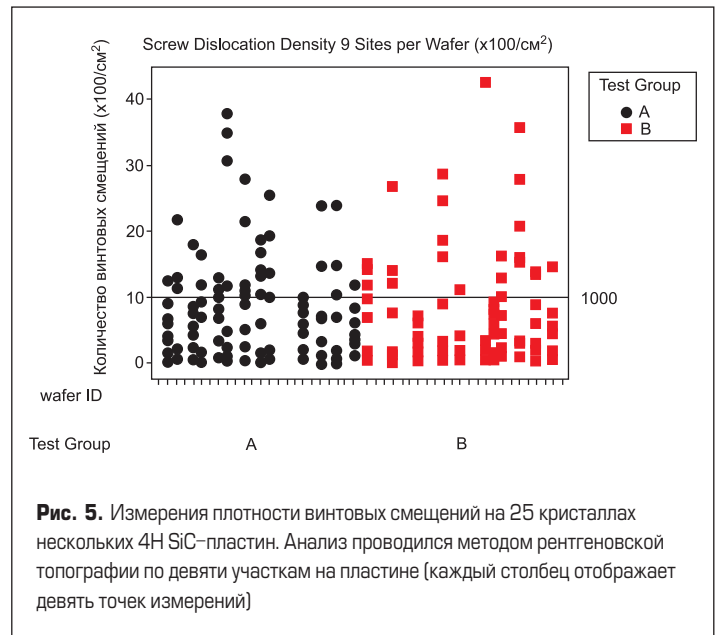 Screw Dislocation Density 9 Sites per Wafer (x100/см²)
Количество винтовых смещений (x100/см²)
40
30
20
10
0
1000
Test Group
A
B
wafer ID
Test Group A B
Рис. 5. Измерения плотности винтовых смещений на 25 кристаллах
нескольких 4H SiC–пластин. Анализ проводился методом рентгеновской
топографии по девяти участкам на пластине (каждый столбец отображает
девять точек измерений)